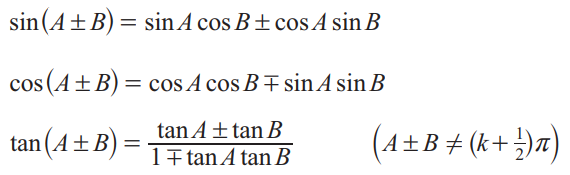 sin(A ± B) = sin A cos B ± cos A sin B
cos(A ± B) = cos A cos B ∓ sin A sin B
tan(A ± B) = (tan A ± tan B) / (1 ∓ tan A tan B) (A ± B ≠ (k + ½)π)